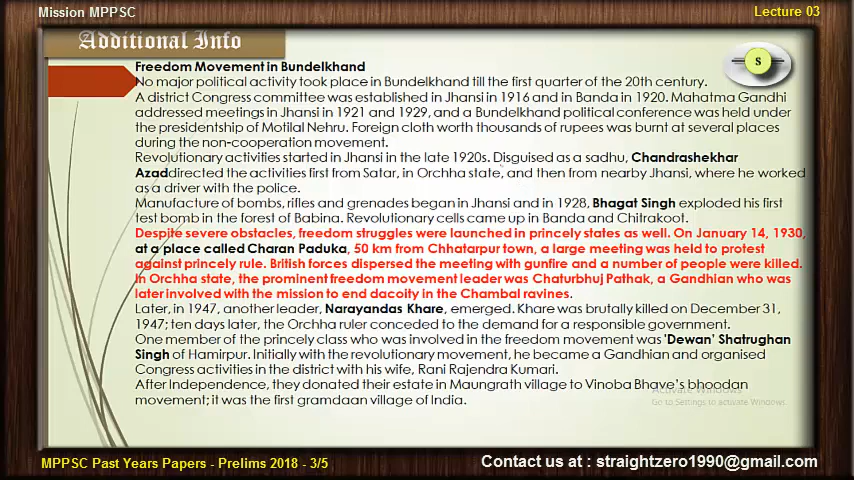 Mission MPPSC
Lecture 03
Additional Info
S
Freedom Movement in Bundelkhand
No major political activity took place in Bundelkhand till the first quarter of the 20th century.
A district Congress committee was established in Jhansi in 1916 and in Banda in 1920. Mahatma Gandhi
addressed meetings in Jhansi in 1921 and 1929, and a Bundelkhand political conference was held under
the presidentship of Motilal Nehru. Foreign cloth worth thousands of rupees was burnt at several places
during the non-cooperation movement.
Revolutionary activities started in Jhansi in the late 1920s. Disguised as a sadhu, Chandrashekhar
Azaddirected the activities first from Satar, in Orchha state, and then from nearby Jhansi, where he worked
as a driver with the police.
Manufacture of bombs, rifles and grenades began in Jhansi and in 1928, Bhagat Singh exploded his first
test bomb in the forest of Babina. Revolutionary cells came up in Banda and Chitrakoot.
Despite severe obstacles, freedom struggles were launched in princely states as well. On January 14, 1930,
at a place called Charan Paduka, 50 km from Chhatarpur town, a large meeting was held to protest
against princely rule. British forces dispersed the meeting with gunfire and a number of people were killed.
In Orchha state, the prominent freedom movement leader was Chaturbhuj Pathak, a Gandhian who was
later involved with the mission to end dacoity in the Chambal ravines.
Later, in 1947, another leader, Narayandas Khare, emerged. Khare was brutally killed on December 31,
1947; ten days later, the Orchha ruler conceded to the demand for a responsible government.
One member of the princely class who was involved in the freedom movement was 'Dewan' Shatrughan
Singh of Hamirpur. Initially with the revolutionary movement, he became a Gandhian and organised
Congress activities in the district with his wife, Rani Rajendra Kumari.
After Independence, they donated their estate in Maungrath village to Vinoba Bhave's bhoodan
movement; it was the first gramdaan village of India.
Activate Windows
Go to Settings to activate Windows.
MPPSC Past Years Papers - Prelims 2018 - 3/5
Contact us at : straightzero1990@gmail.com